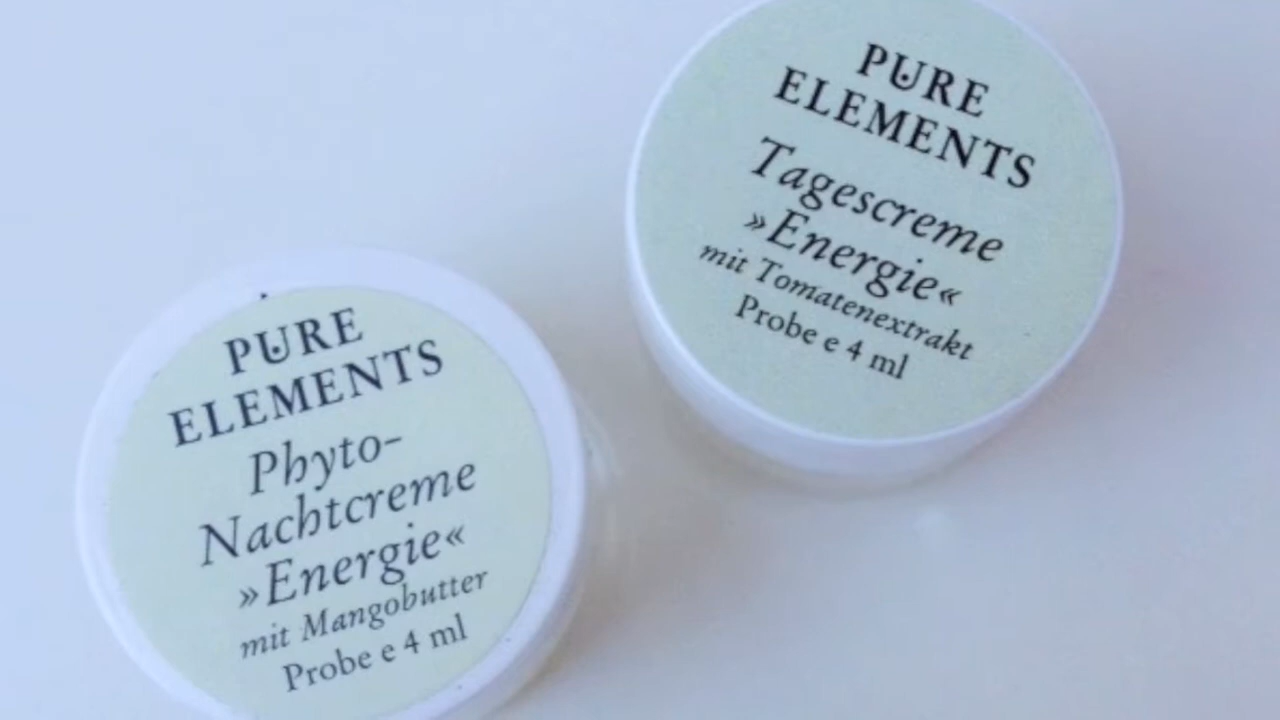 PURE
ELEMENTS
Phyto-
Nachtcreme
»Energie«
mit Mangobutter
Probe e 4 ml
PURE
ELEMENTS
Tagescreme
»Energie«
mit Tomatenextrakt
Probe e 4 ml